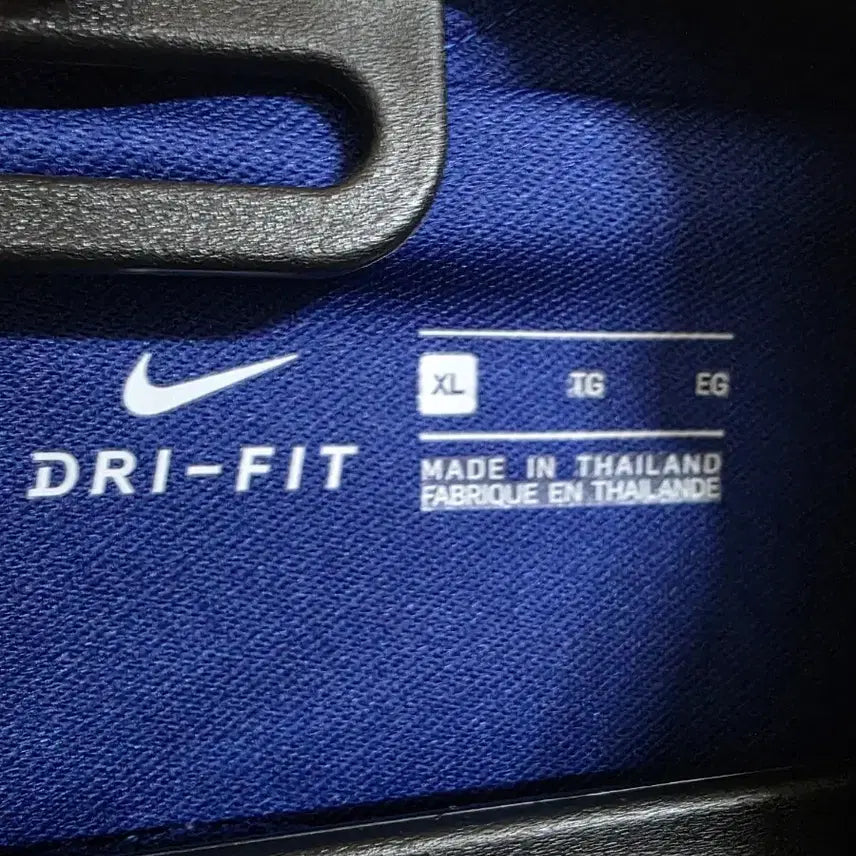 DRI-FIT
XL TG EG
MADE IN THAILAND
FABRIQUE EN THAILANDE